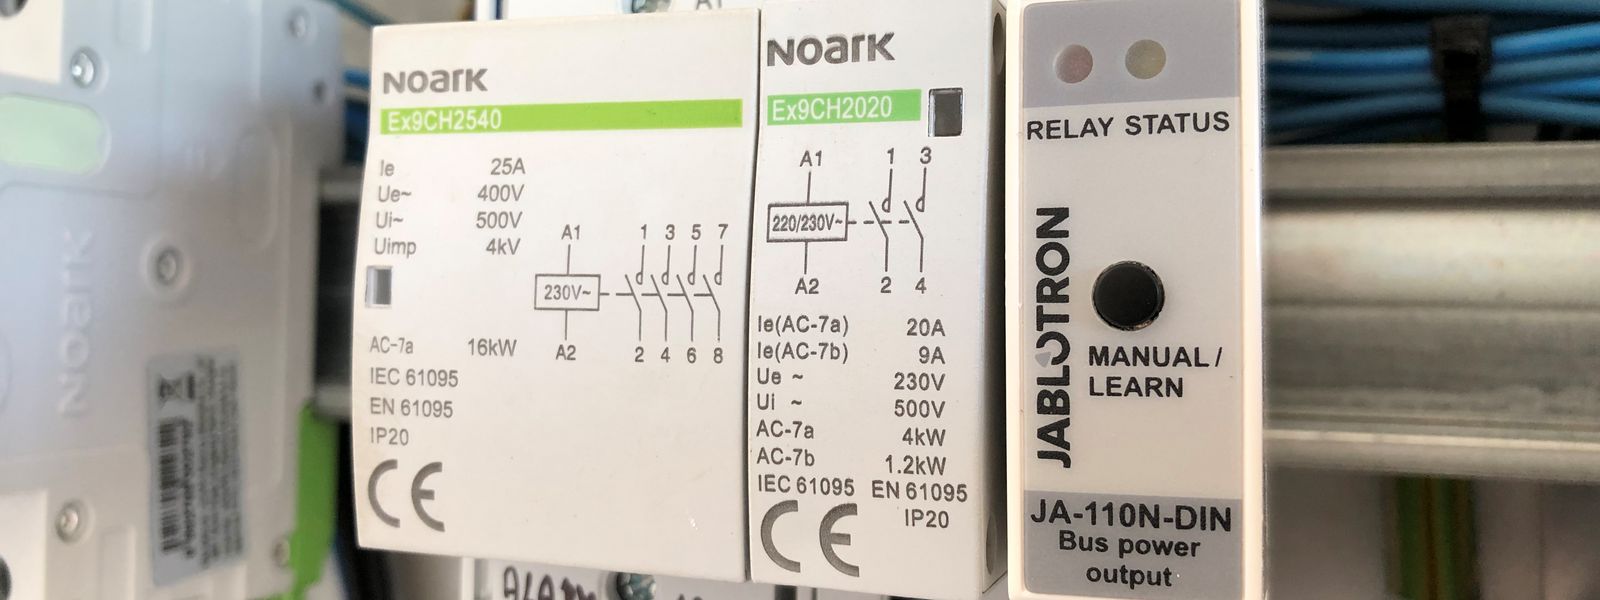 NOARK
NOARK
Ex9CH2540
Ie 25A
Ue~ 400V
Ui~ 500V
Uimp 4kV
A1 1 3 5 7
230V~
A2 2 4 6 8
AC-7a 16kW
IEC 61095
EN 61095
IP20
CE
A1
NOARK
Ex9CH2020
A1 1 3
220/230V~
A2 2 4
Ie(AC-7a) 20A
Ie(AC-7b) 9A
Ue ~ 230V
Ui ~ 500V
AC-7a 4kW
AC-7b 1.2kW
IEC 61095 EN 61095
IP20
CE
RELAY STATUS
JABLOTRON
MANUAL/
LEARN
JA-110N-DIN
Bus power
output